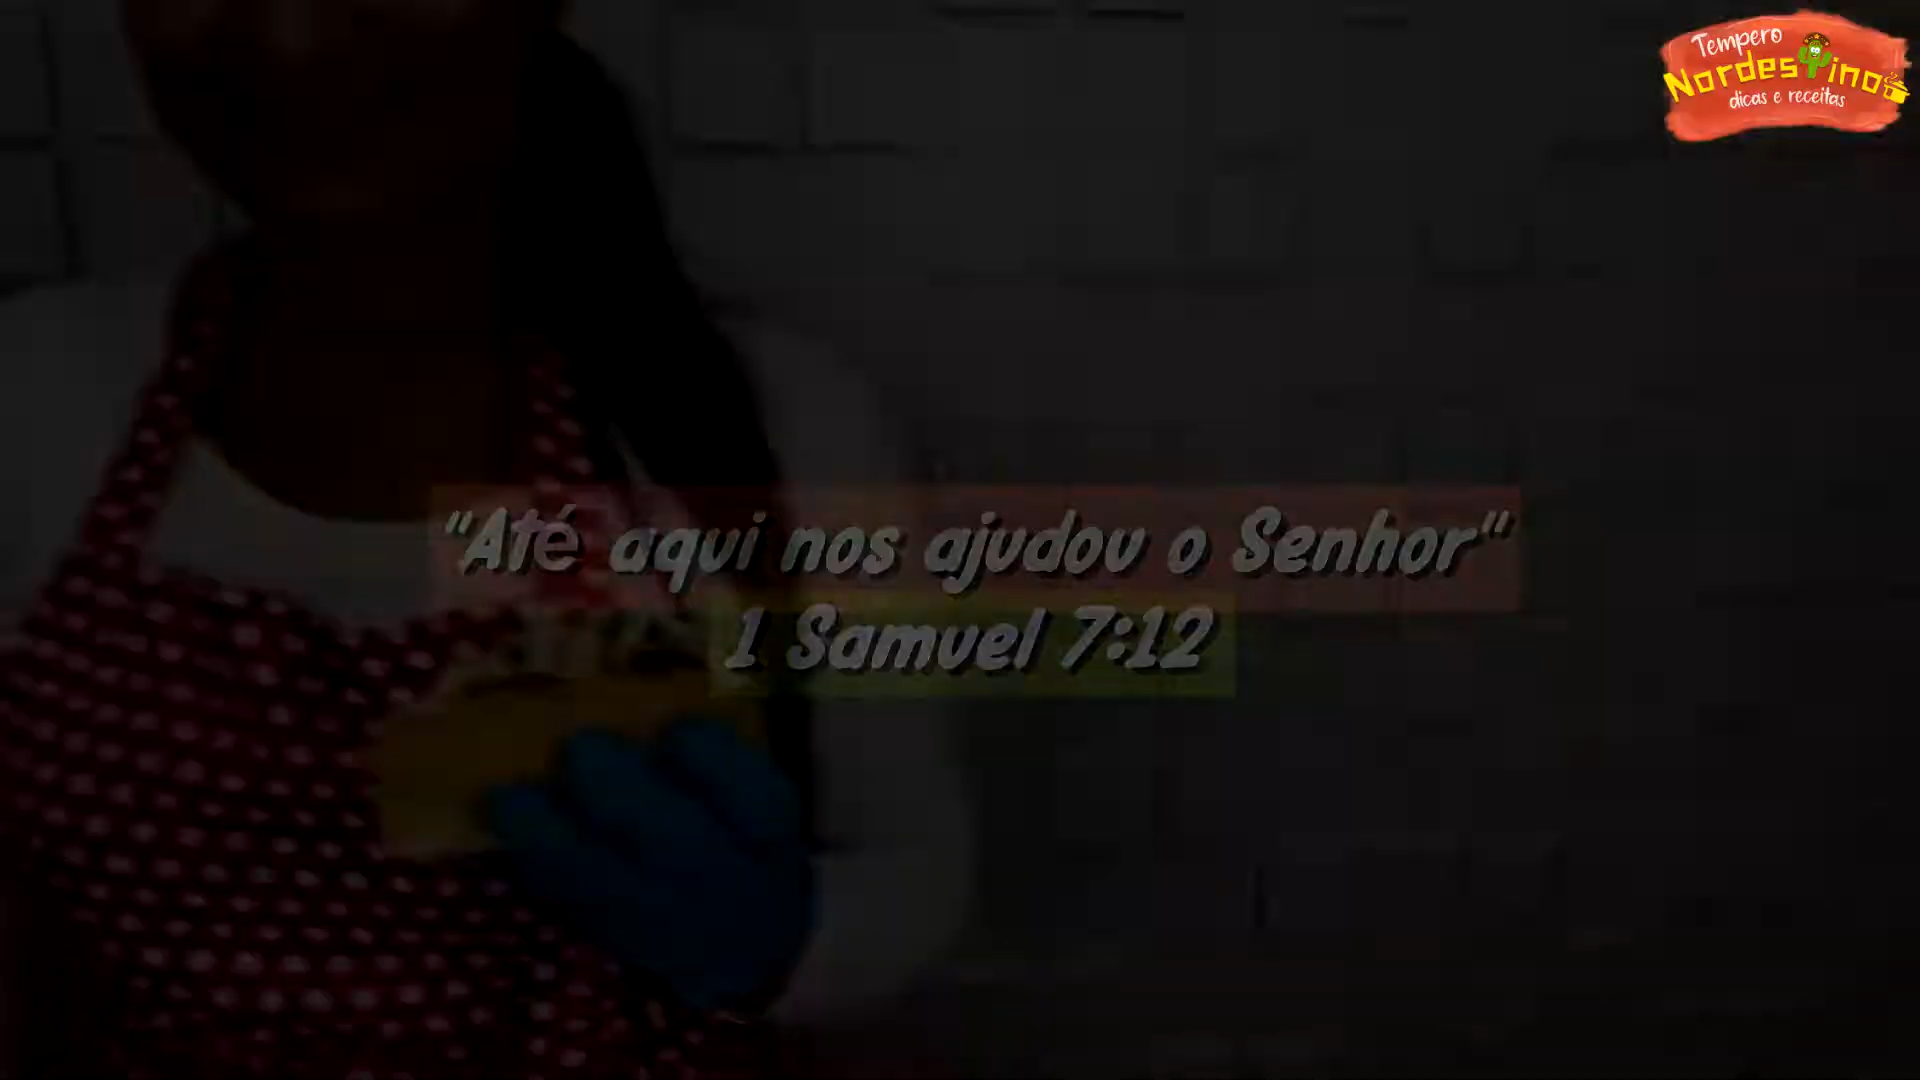 Tempero
Nordestino
dicas e receitas
"Até aqui nos ajudou o Senhor"
1 Samuel 7:12